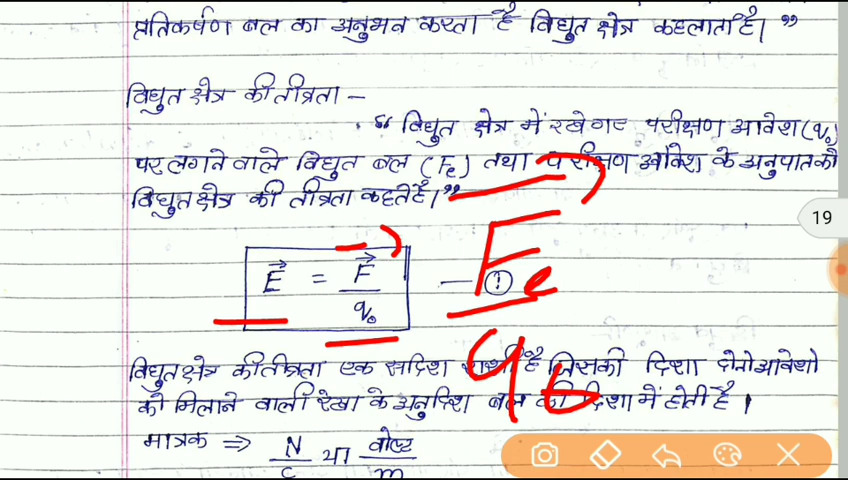 प्रतिकर्षण बल का अनुभव करता है विद्युत क्षेत्र कहलाता है। ”
विद्युत क्षेत्र की तीव्रता –
“ विद्युत क्षेत्र में रखे गए परीक्षण आवेश (q₀)
पर लगने वाले विद्युत बल (Fe) तथा परीक्षण आवेश के अनुपात को
विद्युत क्षेत्र की तीव्रता कहते है। ”
E⃗ = F⃗ / q₀ — ①
Fe
q₀
19
विद्युत क्षेत्र की तीव्रता एक सदिश राशी है जिसकी दिशा दोनो आवेशो
को मिलाने वाली रेखा के अनुदिश बल की दिशा में होती है।
मात्रक ⇒ N/C या वोल्ट/m